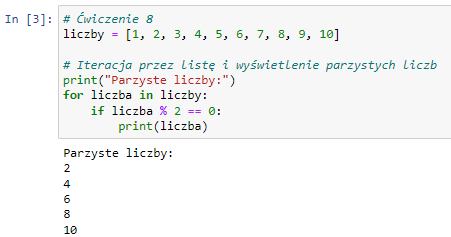 In [3]: # Ćwiczenie 8
liczby = [1, 2, 3, 4, 5, 6, 7, 8, 9, 10]
# Iteracja przez listę i wyświetlenie parzystych liczb
print("Parzyste liczby:")
for liczba in liczby:
    if liczba % 2 == 0:
        print(liczba)
Parzyste liczby:
2
4
6
8
10